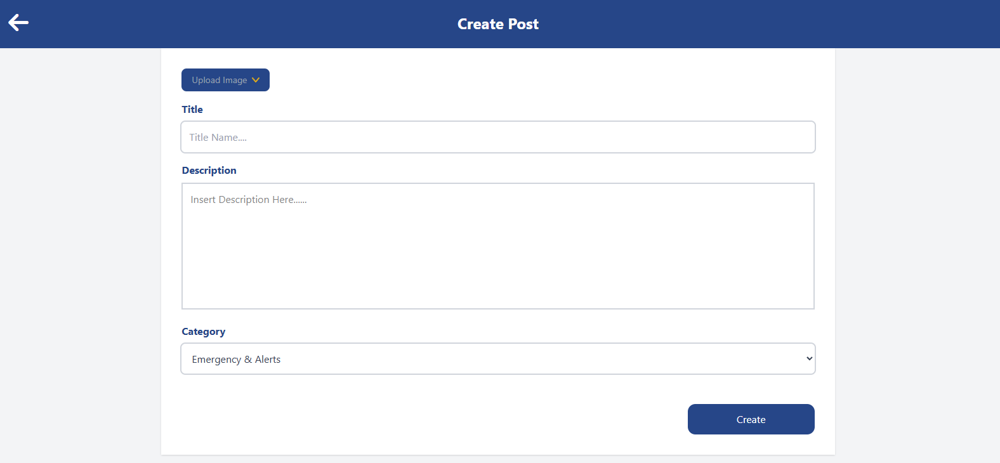 Create Post
Upload Image
Title
Title Name....
Description
Insert Description Here......
Category
Emergency & Alerts
Create